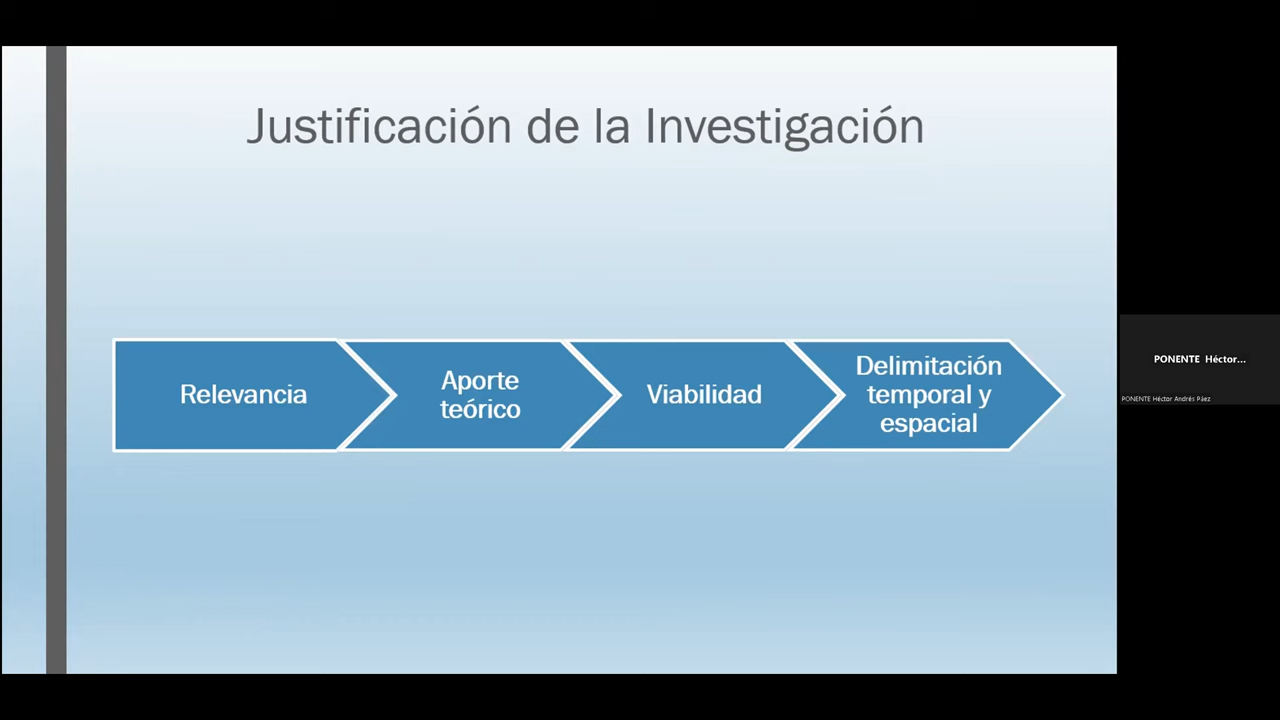 Justificación de la Investigación
Relevancia
Aporte
teórico
Viabilidad
Delimitación
temporal y
espacial
PONENTE Héctor...
PONENTE Héctor Andrés Páez